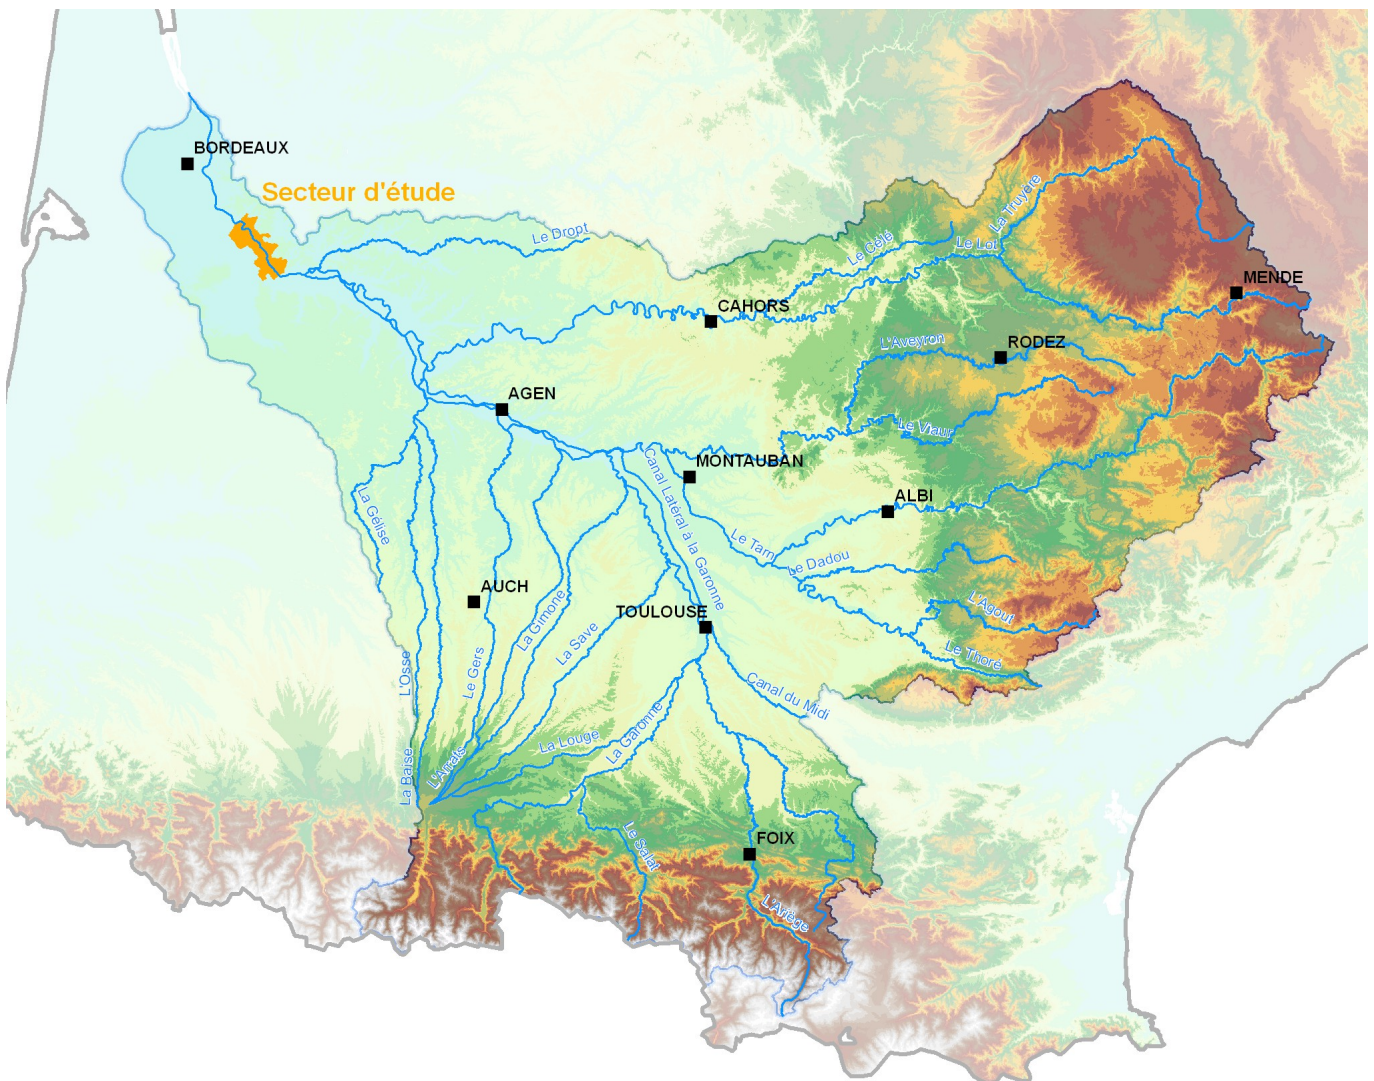 BORDEAUX
Secteur d'étude
Le Dropt
Le Célé
Le Lot
La Truyère
MENDE
CAHORS
L'Aveyron
RODEZ
AGEN
Le Viaur
MONTAUBAN
Canal Latéral à la Garonne
La Gélise
ALBI
Le Tarn
Le Dadou
AUCH
La Gimone
TOULOUSE
L'Agout
La Save
Le Thoré
L'Osse
Le Gers
Canal du Midi
La Garonne
La Louge
La Baïse
L'Arrats
Le Salat
FOIX
L'Ariège